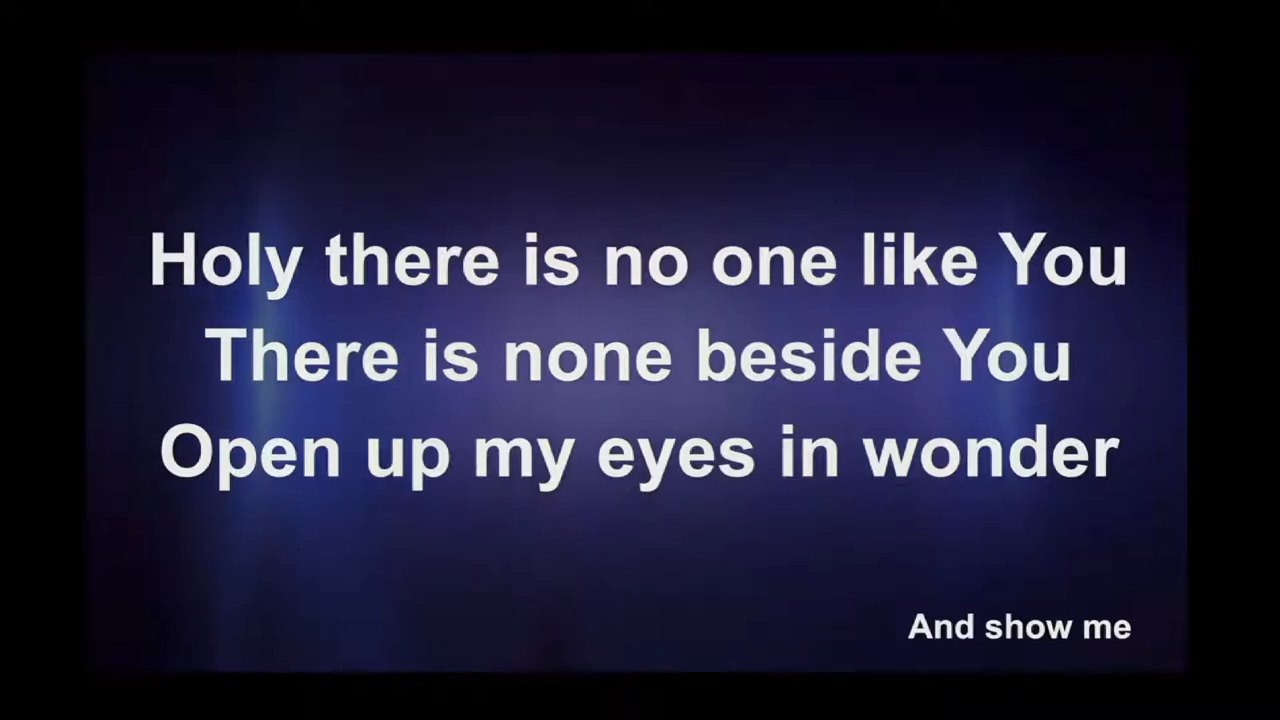 Holy there is no one like You
There is none beside You
Open up my eyes in wonder
And show me